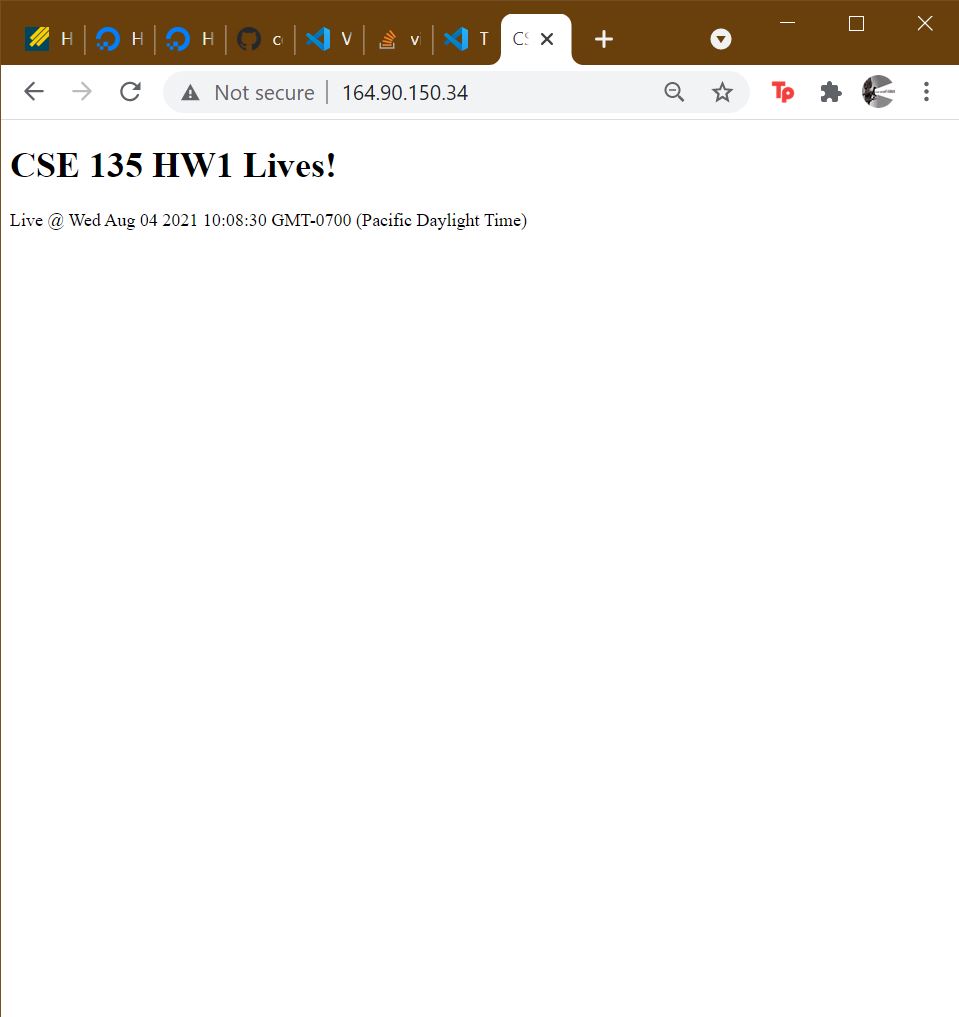 H H H c V v T CS
Not secure 164.90.150.34 Tp
CSE 135 HW1 Lives!
Live @ Wed Aug 04 2021 10:08:30 GMT-0700 (Pacific Daylight Time)